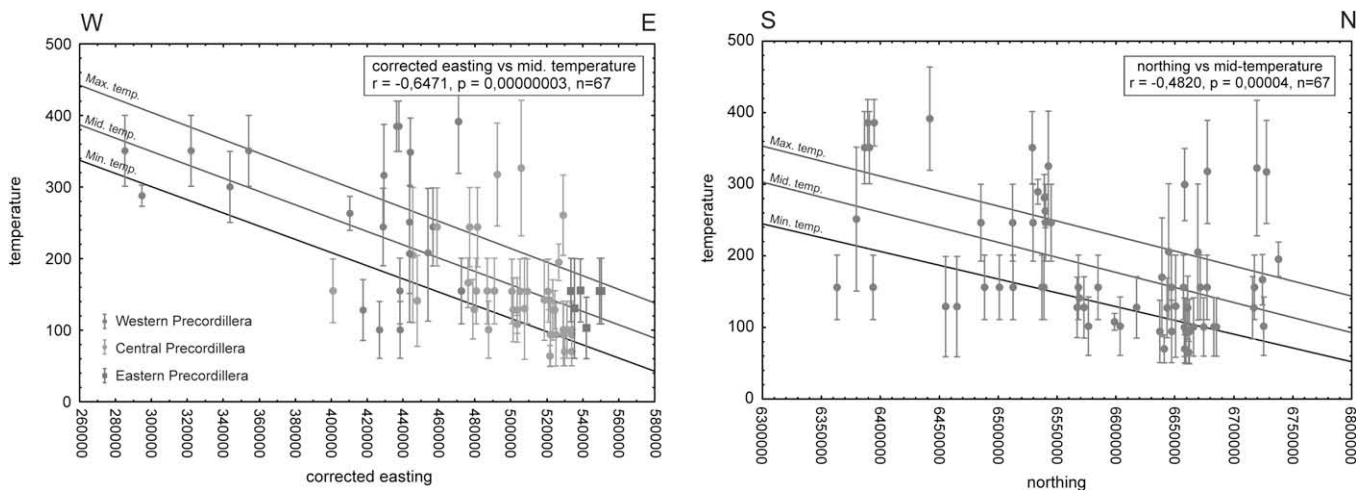 W E
corrected easting vs mid. temperature
r = -0,6471, p = 0,00000003, n=67
500
400
300
200
100
0
temperature
Max. temp.
Mid. temp.
Min. temp.
Western Precordillera
Central Precordillera
Eastern Precordillera
260000 280000 300000 320000 340000 360000 380000 400000 420000 440000 460000 480000 500000 520000 540000 560000 580000
corrected easting
S N
northing vs mid-temperature
r = -0,4820, p = 0,00004, n=67
500
400
300
200
100
0
temperature
Max. temp.
Mid. temp.
Min. temp.
6300000 6350000 6400000 6450000 6500000 6550000 6600000 6650000 6700000 6750000 6800000
northing